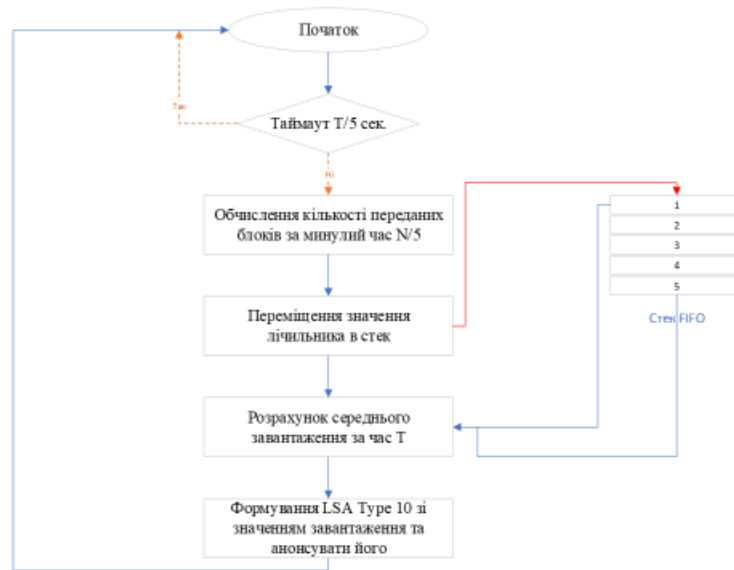 Початок
Так
Таймаут Т/5 сек.
Ні
Обчислення кількості переданих
блоків за минулий час N/5
1
2
3
4
5
Стек FIFO
Переміщення значення
лічильника в стек
Розрахунок середнього
завантаження за час Т
Формування LSA Type 10 зі
значенням завантаження та
анонсувати його